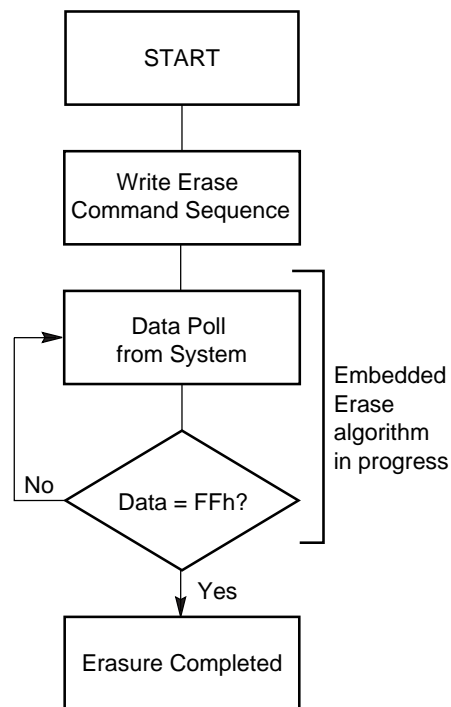 START
Write Erase
Command Sequence
Data Poll
from System
Embedded
Erase
algorithm
in progress
No
Data = FFh?
Yes
Erasure Completed